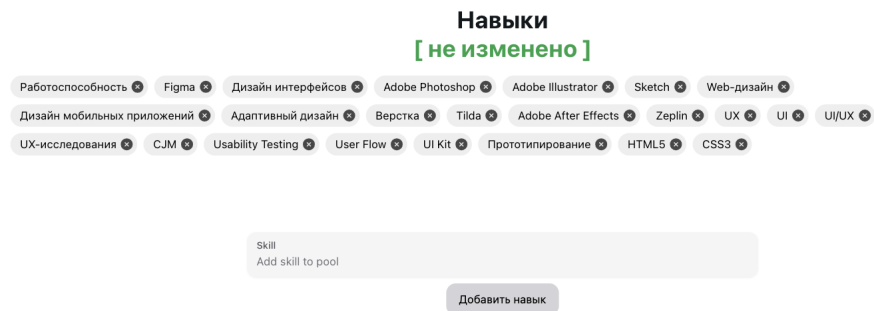 Навыки
[ не изменено ]
Работоспособность Figma Дизайн интерфейсов Adobe Photoshop Adobe Illustrator Sketch Web-дизайн
Дизайн мобильных приложений Адаптивный дизайн Верстка Tilda Adobe After Effects Zeplin UX UI UI/UX
UX-исследования CJM Usability Testing User Flow UI Kit Прототипирование HTML5 CSS3
Skill
Add skill to pool
Добавить навык